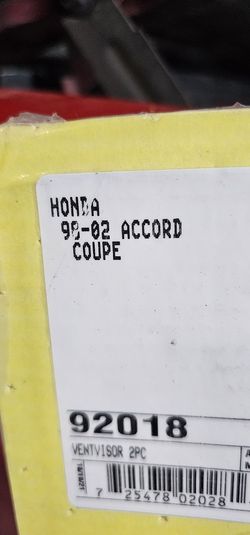 HONDA
98-02 ACCORD
COUPE
92018
VENTVISOR 2PC
7 25478 02028